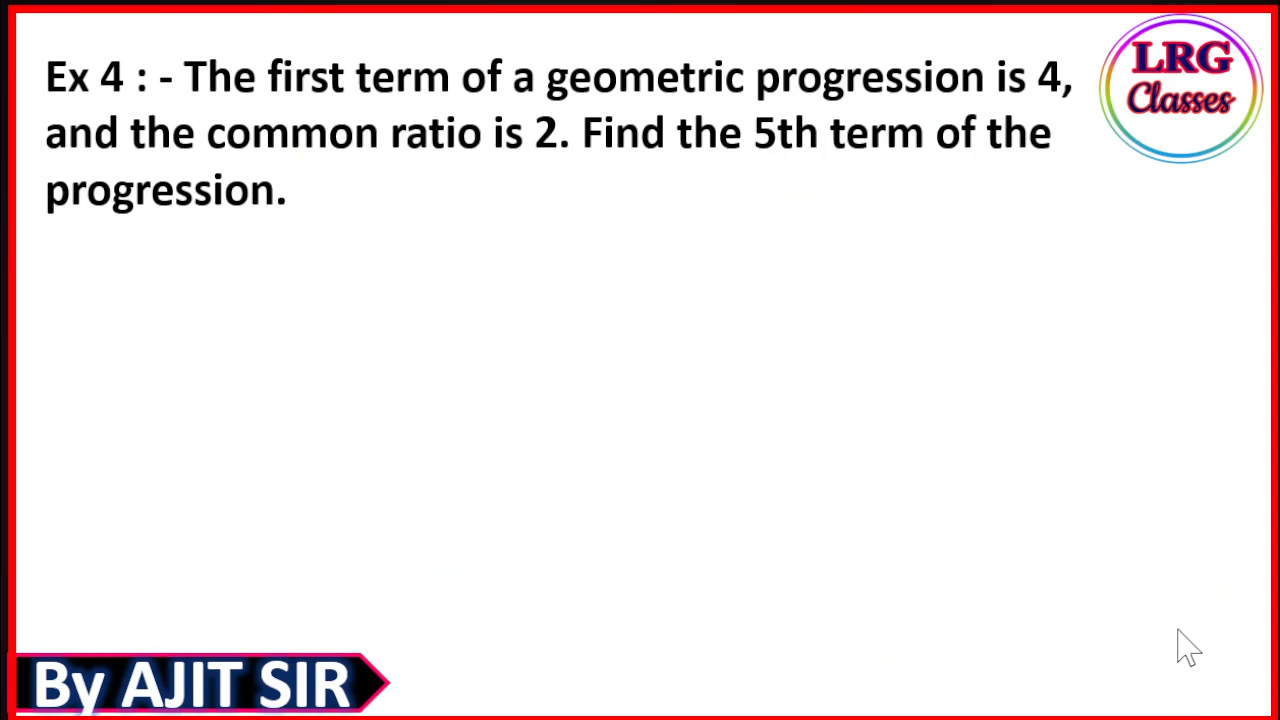 Ex 4 : - The first term of a geometric progression is 4,
and the common ratio is 2. Find the 5th term of the
progression.
LRG
Classes
By AJIT SIR